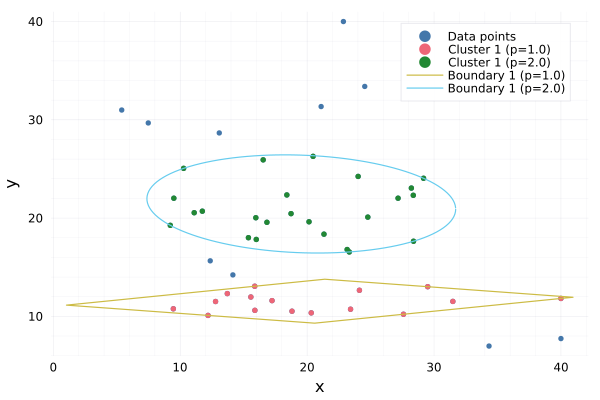 40
30
20
10
0
10
20
30
40
x
y
Data points
Cluster 1 (p=1.0)
Cluster 1 (p=2.0)
Boundary 1 (p=1.0)
Boundary 1 (p=2.0)